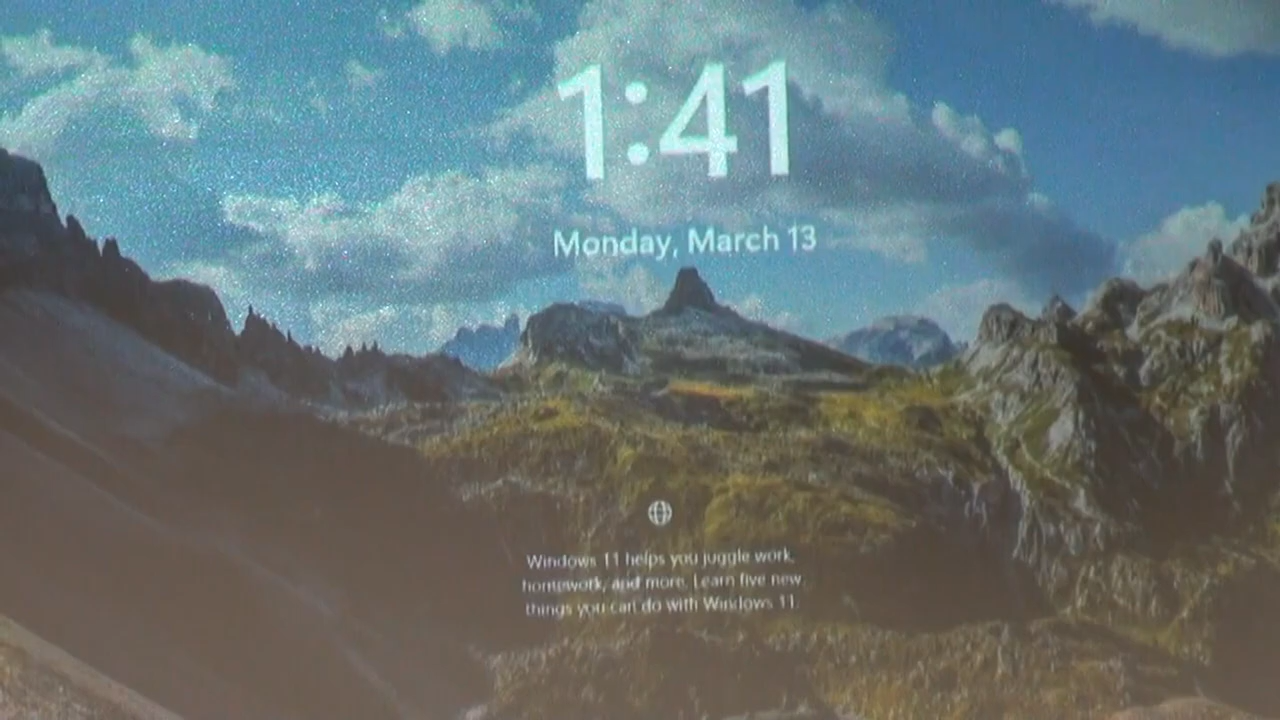 1:41
Monday, March 13
Windows 11 helps you juggle work,
homework, and more. Learn five new
things you can do with Windows 11.